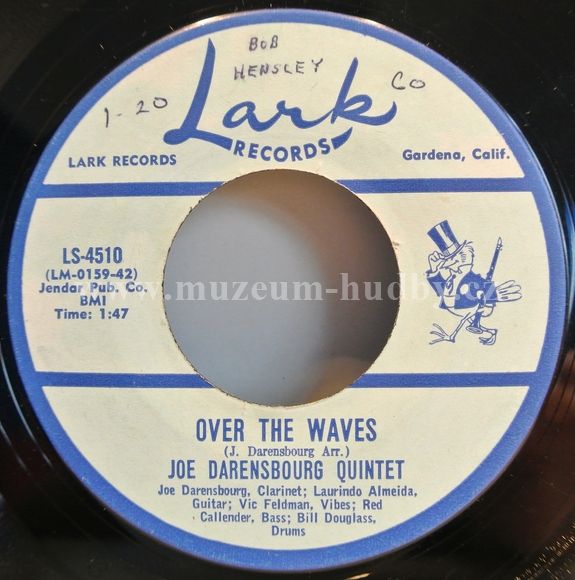 BOB
HENSLEY
1-20
Co
Lark
RECORDS
LARK RECORDS
Gardena, Calif.
LS-4510
(LM-0159-42)
Jendar Pub. Co.
BMI
Time: 1:47
www.muzeum-hudby.cz
OVER THE WAVES
(J. Darensbourg Arr.)
JOE DARENSBOURG QUINTET
Joe Darensbourg, Clarinet; Laurindo Almeida,
Guitar; Vic Feldman, Vibes; Red
Callender, Bass; Bill Douglass,
Drums